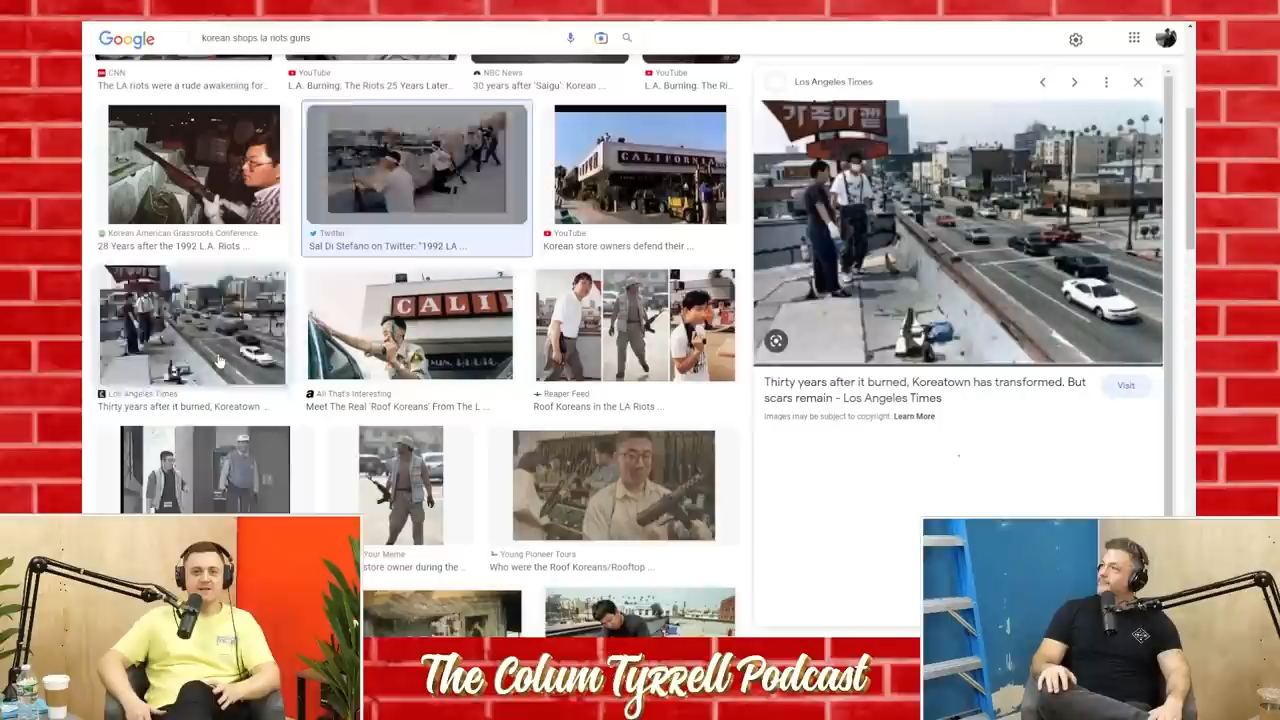 Google
korean shops la riots guns
CNN
The LA riots were a rude awakening for..
YouTube
L.A. Burning: The Riots 25 Years Later...
NBC News
30 years after 'Saigu': Korean ...
YouTube
L.A. Burning: The Ri...
Korean American Grassroots Conference
28 Years after the 1992 L.A. Riots ...
Twitter
Sal Di Stefano on Twitter: "1992 LA ...
CALIFORNIA
YouTube
Korean store owners defend their ...
Los Angeles Times
Thirty years after it burned, Koreatown ...
CALI
All That's Interesting
Meet The Real 'Roof Koreans' From The L ...
Reaper Feed
Roof Koreans in the LA Riots ...
Your Meme
store owner during the ..
Young Pioneer Tours
Who were the Roof Koreans/Rooftop ...
Los Angeles Times
가주마켙
Thirty years after it burned, Koreatown has transformed. But
scars remain - Los Angeles Times
Visit
Images may be subject to copyright. Learn More
The Colum Tyrrell Podcast